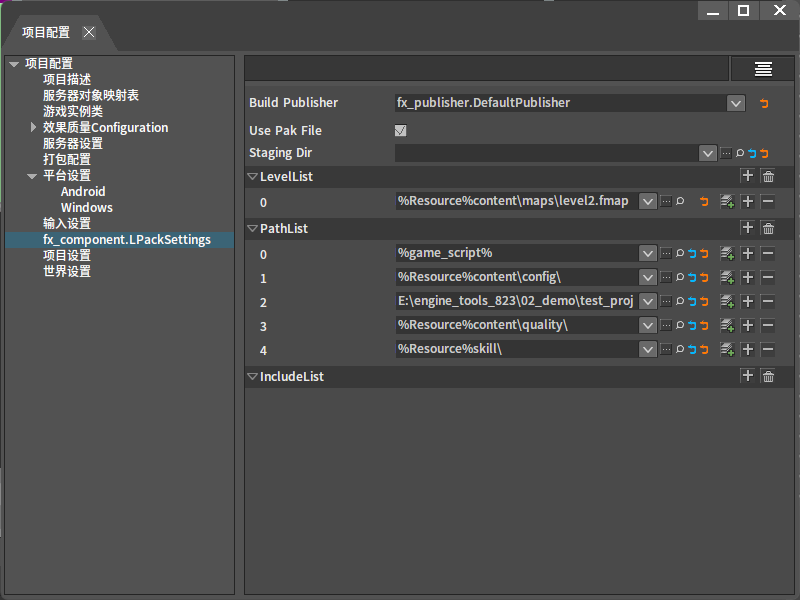 项目配置
项目配置
项目描述
服务器对象映射表
游戏实例类
效果质量Configuration
服务器设置
打包配置
平台设置
Android
Windows
输入设置
fx_component.LPackSettings
项目设置
世界设置
Build Publisher fx_publisher.DefaultPublisher
Use Pak File
Staging Dir
LevelList
0 %Resource%content\maps\level2.fmap
PathList
0 %game_script%
1 %Resource%content\config\
2 E:\engine_tools_823\02_demo\test_proj
3 %Resource%content\quality\
4 %Resource%skill\
IncludeList